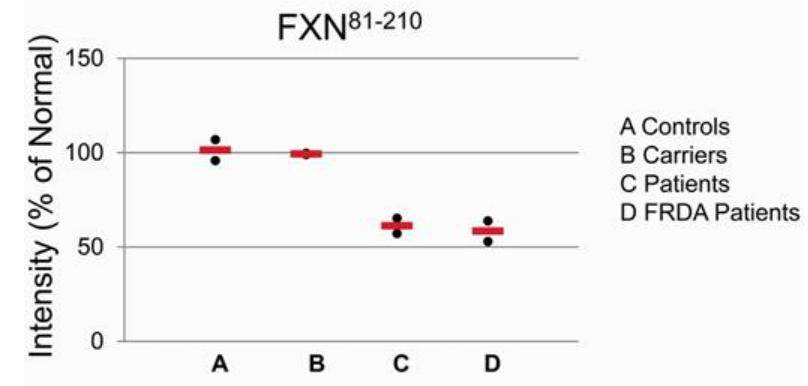 FXN81-210
Intensity (% of Normal)
150
100
50
0
A B C D
A Controls
B Carriers
C Patients
D FRDA Patients